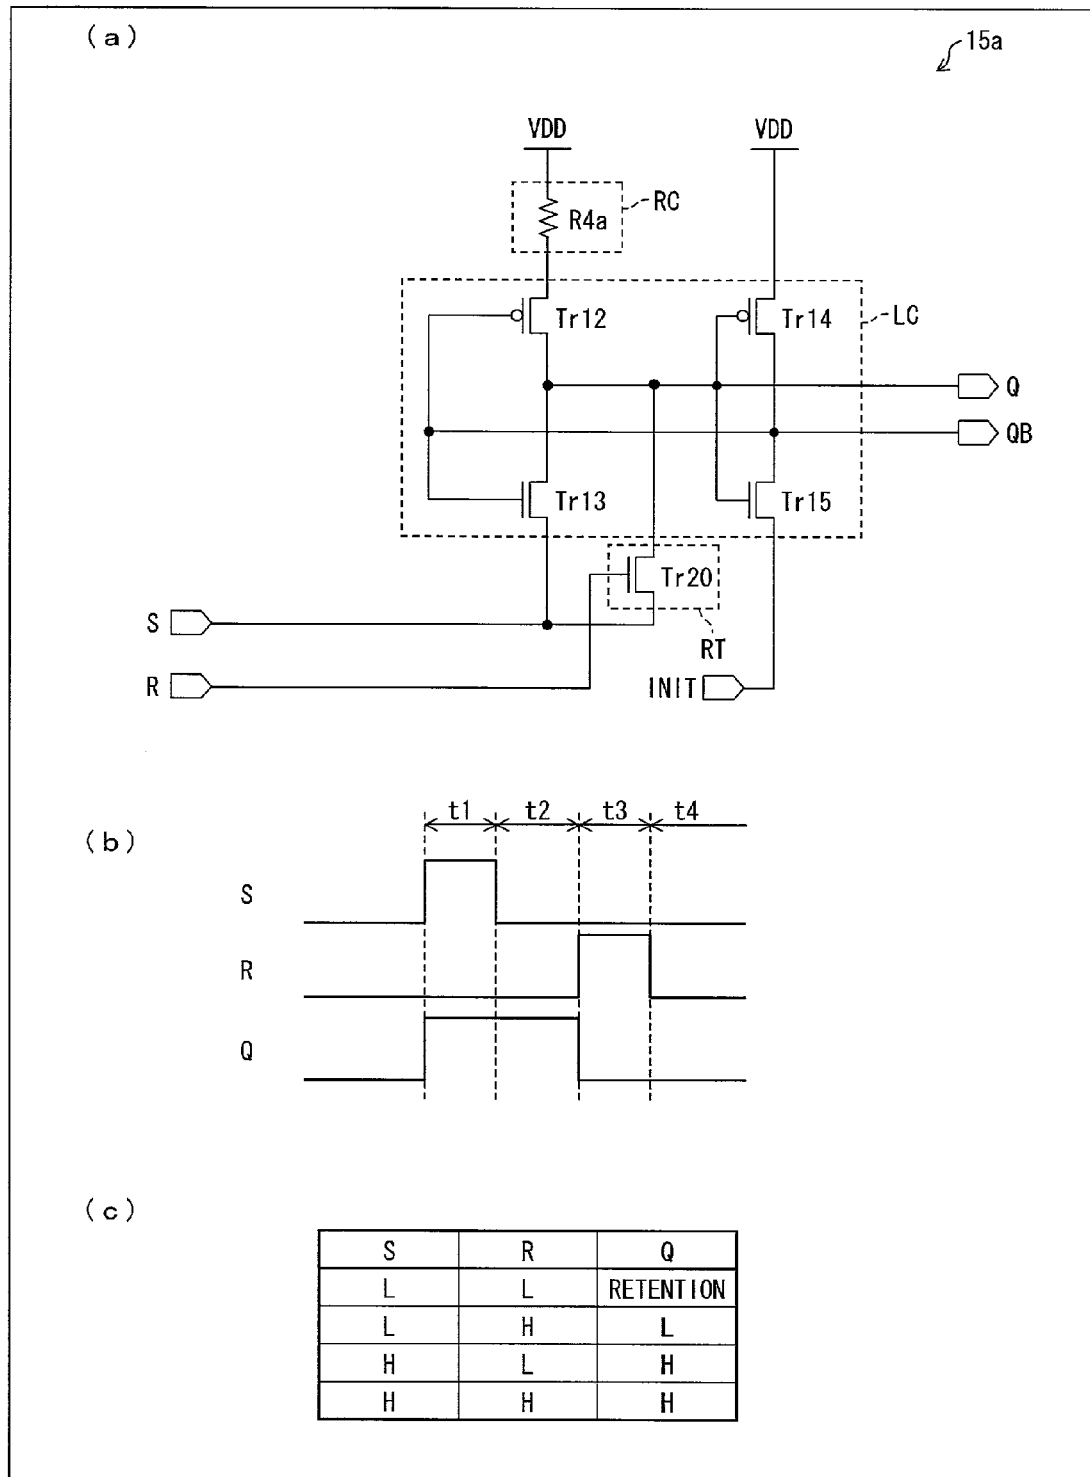 (a)
15a
VDD VDD
R4a RC
Tr12 Tr14 LC
Q
QB
Tr13 Tr15
Tr20
S
RT
R INIT
(b)
t1 t2 t3 t4
S
R
Q
(c)
S R Q
L L RETENTION
L H L
H L H
H H H